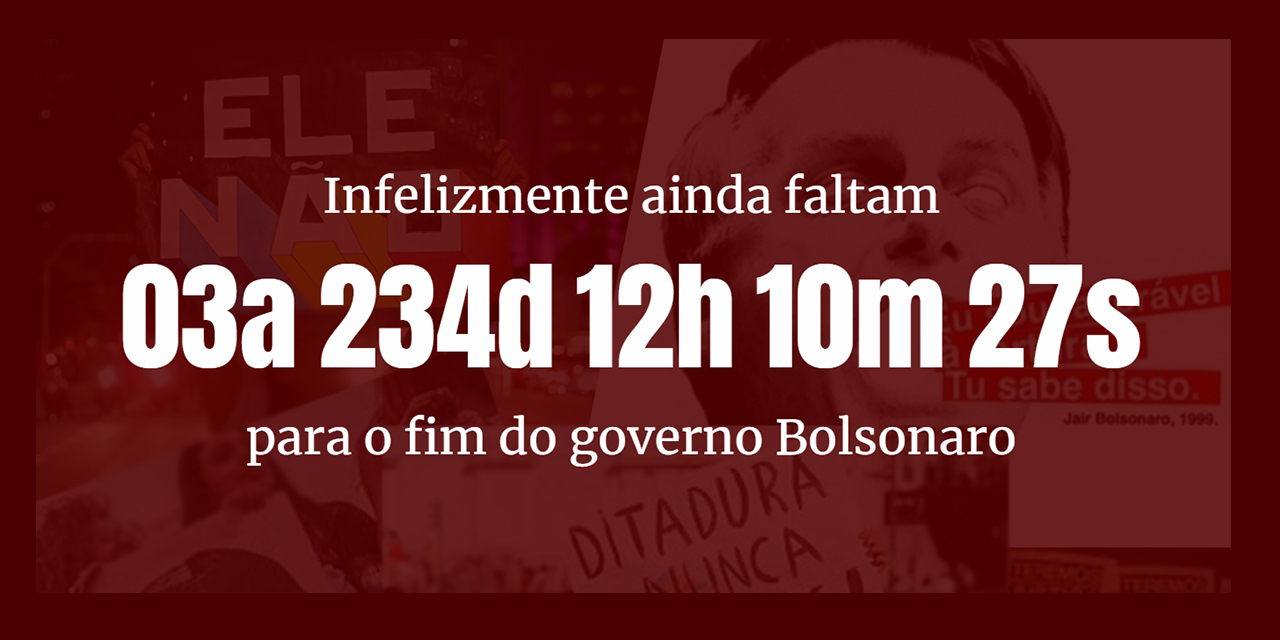 ELE
NÃO
Infelizmente ainda faltam
03a 234d 12h 10m 27s
para o fim do governo Bolsonaro
Tu sabe disso.
Jair Bolsonaro, 1999.
DITADURA
NUNCA